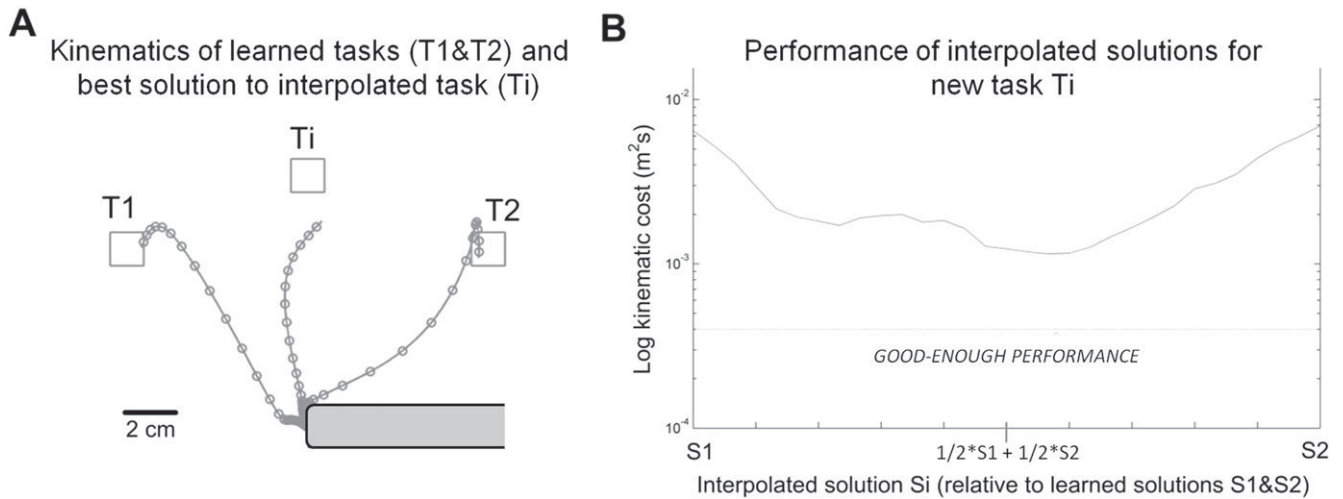 A
Kinematics of learned tasks (T1&T2) and
best solution to interpolated task (Ti)
Ti
T1
T2
2 cm
B
Performance of interpolated solutions for
new task Ti
Log kinematic cost (m²s)
10⁻²
10⁻³
10⁻⁴
GOOD-ENOUGH PERFORMANCE
S1
1/2*S1 + 1/2*S2
S2
Interpolated solution Si (relative to learned solutions S1&S2)